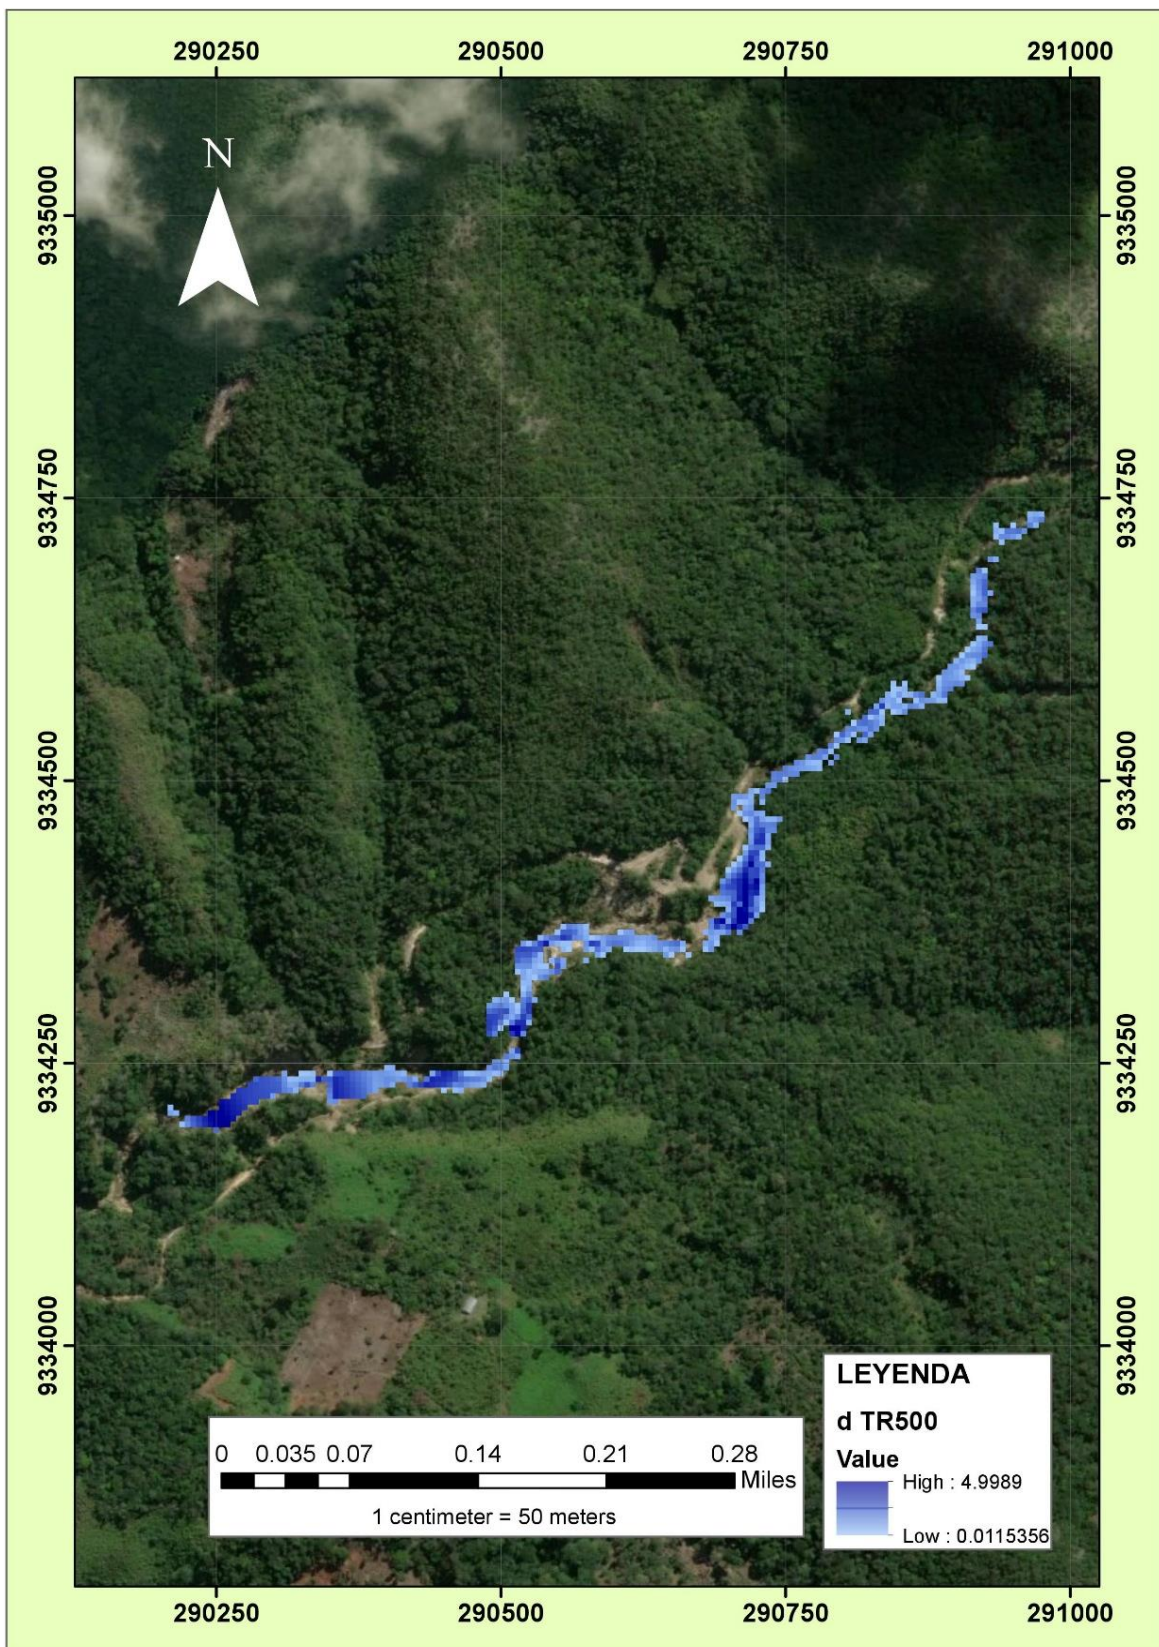 290250 290500 290750 291000
N
9335000 9335000
9334750 9334750
9334500 9334500
9334250 9334250
9334000 9334000
LEYENDA
d TR500
Value
High : 4.9989
Low : 0.0115356
0 0.035 0.07 0.14 0.21 0.28
Miles
1 centimeter = 50 meters
290250 290500 290750 291000